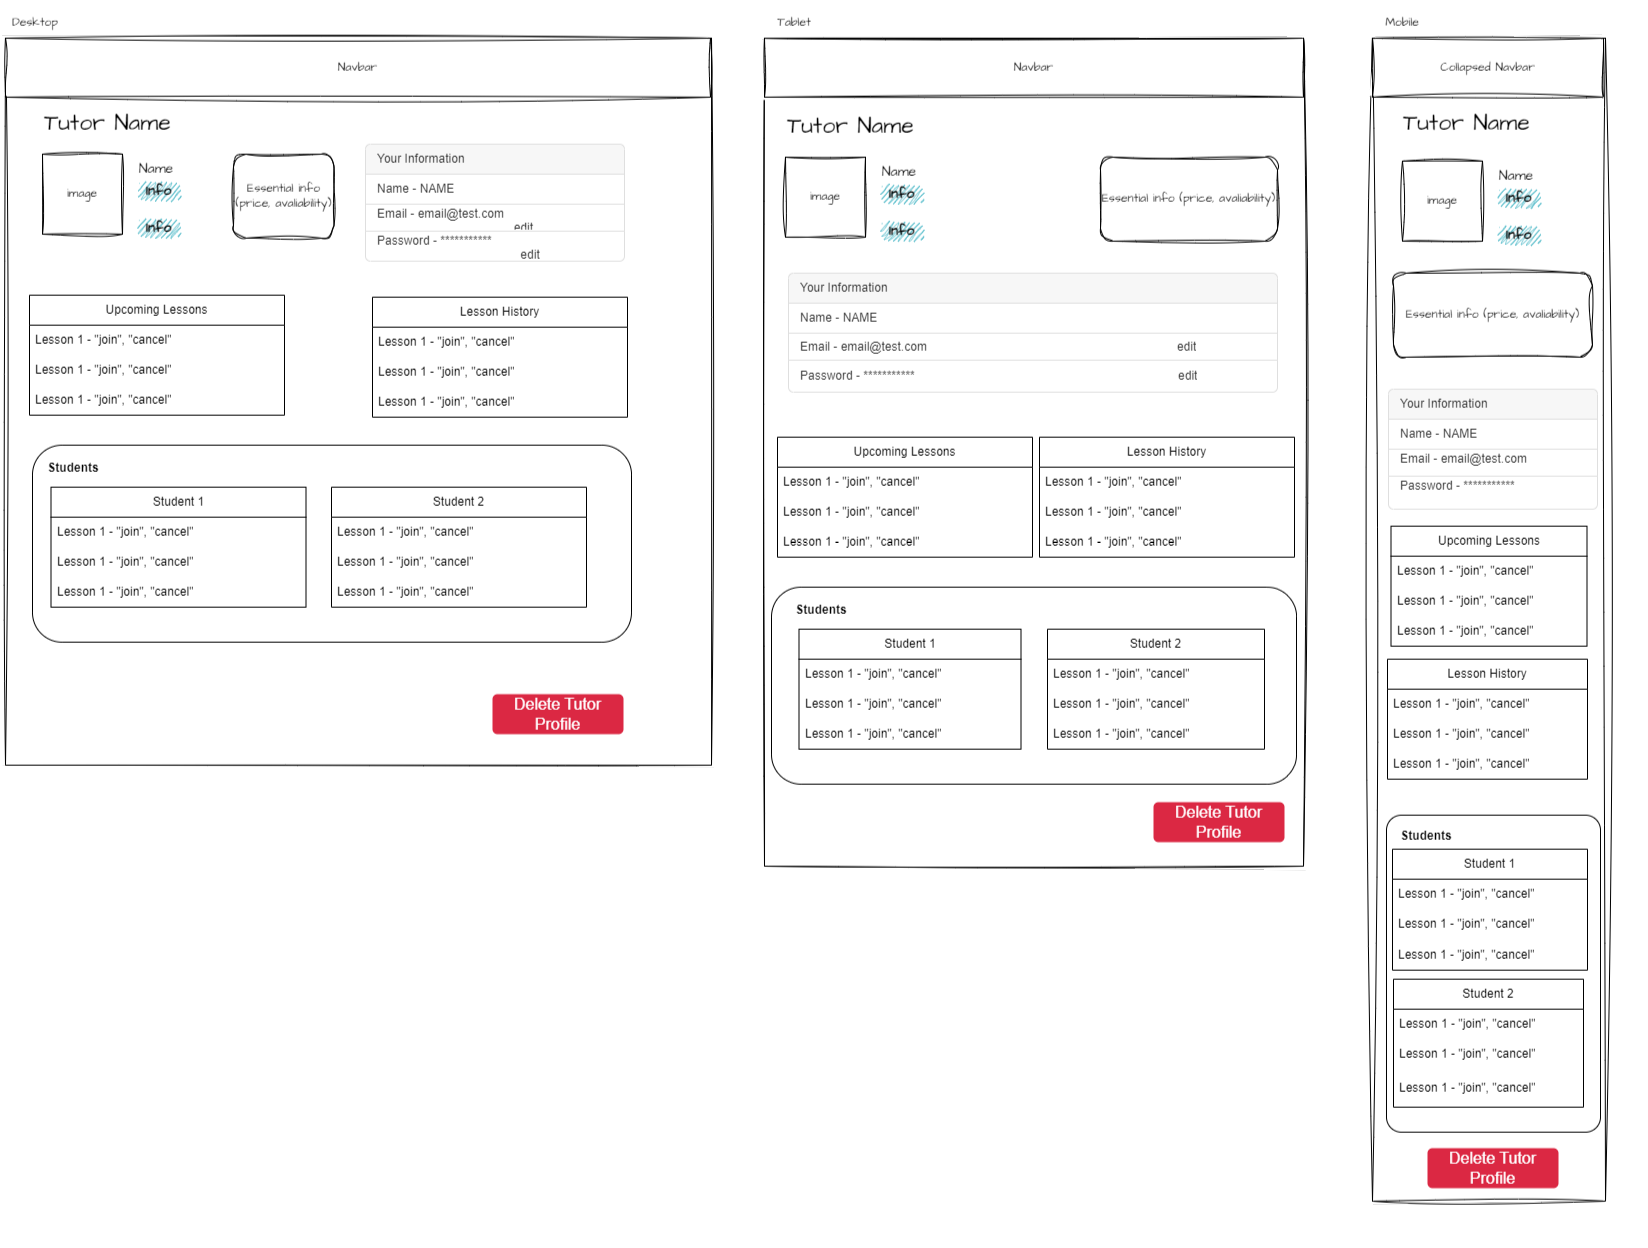 Desktop
Navbar
Tutor Name
image
Name
Info
Info
Essential info
(price, avaliability)
Your Information
Name - NAME
Email - email@test.com
edit
Password - ***********
edit
Upcoming Lessons
Lesson 1 - "join", "cancel"
Lesson 1 - "join", "cancel"
Lesson 1 - "join", "cancel"
Lesson History
Lesson 1 - "join", "cancel"
Lesson 1 - "join", "cancel"
Lesson 1 - "join", "cancel"
Students
Student 1
Lesson 1 - "join", "cancel"
Lesson 1 - "join", "cancel"
Lesson 1 - "join", "cancel"
Student 2
Lesson 1 - "join", "cancel"
Lesson 1 - "join", "cancel"
Lesson 1 - "join", "cancel"
Delete Tutor
Profile
Tablet
Navbar
Tutor Name
image
Name
Info
Info
Essential info (price, avaliability)
Your Information
Name - NAME
Email - email@test.com edit
Password - *********** edit
Upcoming Lessons
Lesson 1 - "join", "cancel"
Lesson 1 - "join", "cancel"
Lesson 1 - "join", "cancel"
Lesson History
Lesson 1 - "join", "cancel"
Lesson 1 - "join", "cancel"
Lesson 1 - "join", "cancel"
Students
Student 1
Lesson 1 - "join", "cancel"
Lesson 1 - "join", "cancel"
Lesson 1 - "join", "cancel"
Student 2
Lesson 1 - "join", "cancel"
Lesson 1 - "join", "cancel"
Lesson 1 - "join", "cancel"
Delete Tutor
Profile
Mobile
Collapsed Navbar
Tutor Name
image
Name
Info
Info
Essential info (price, avaliability)
Your Information
Name - NAME
Email - email@test.com
Password - ***********
Upcoming Lessons
Lesson 1 - "join", "cancel"
Lesson 1 - "join", "cancel"
Lesson 1 - "join", "cancel"
Lesson History
Lesson 1 - "join", "cancel"
Lesson 1 - "join", "cancel"
Lesson 1 - "join", "cancel"
Students
Student 1
Lesson 1 - "join", "cancel"
Lesson 1 - "join", "cancel"
Lesson 1 - "join", "cancel"
Student 2
Lesson 1 - "join", "cancel"
Lesson 1 - "join", "cancel"
Lesson 1 - "join", "cancel"
Delete Tutor
Profile